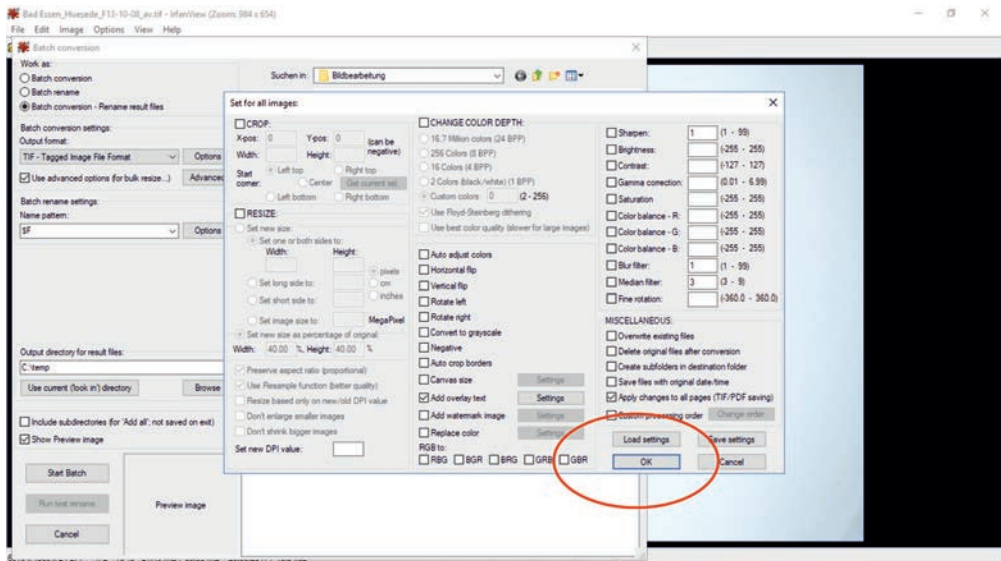 Bad Essen_Huesede_F13-10-08_av.tif - IrfanView (Zoom: 984 x 654)
File Edit Image Options View Help
Batch conversion
Work as:
Batch conversion
Batch rename
Batch conversion - Rename result files
Batch conversion settings:
Output format:
TIF - Tagged Image File Format
Options
Use advanced options (for bulk resize...)
Advanced
Batch rename settings:
Name pattern:
$F
Options
Output directory for result files:
C:\temp
Use current ('look in') directory
Browse
Include subdirectories (for 'Add all'; not saved on exit)
Show Preview image
Start Batch
Run test rename
Cancel
Preview image
Suchen in:
Bildbearbeitung
Set for all images:
CROP:
X-pos: 0 Y-pos: 0 (can be negative)
Width: Height:
Start corner:
Left top Right top
Center Get current sel.
Left bottom Right bottom
RESIZE:
Set new size:
Set one or both sides to:
Width: Height:
pixels
cm
inches
Set long side to:
Set short side to:
Set image size to: MegaPixel
Set new size as percentage of original:
Width: 40.00 %, Height: 40.00 %
Preserve aspect ratio (proportional)
Use Resample function (better quality)
Resize based only on new/old DPI value
Don't enlarge smaller images
Don't shrink bigger images
Set new DPI value:
CHANGE COLOR DEPTH:
16.7 Million colors (24 BPP)
256 Colors (8 BPP)
16 Colors (4 BPP)
2 Colors (black/white) (1 BPP)
Custom colors: 0 (2 - 256)
Use Floyd-Steinberg dithering
Use best color quality (slower for large images)
Auto adjust colors
Horizontal flip
Vertical flip
Rotate left
Rotate right
Convert to grayscale
Negative
Auto crop borders
Canvas size Settings
Add overlay text Settings
Add watermark image Settings
Replace color Settings
RGB to:
RBG BGR BRG GRB GBR
Sharpen: 1 (1 - 99)
Brightness: (-255 - 255)
Contrast: (-127 - 127)
Gamma correction: (0.01 - 6.99)
Saturation (-255 - 255)
Color balance - R: (-255 - 255)
Color balance - G: (-255 - 255)
Color balance - B: (-255 - 255)
Blur filter: 1 (1 - 99)
Median filter: 3 (3 - 9)
Fine rotation: (-360.0 - 360.0)
MISCELLANEOUS:
Overwrite existing files
Delete original files after conversion
Create subfolders in destination folder
Save files with original date/time
Apply changes to all pages (TIF/PDF saving)
Custom processing order Change order
Load settings Save settings
OK Cancel